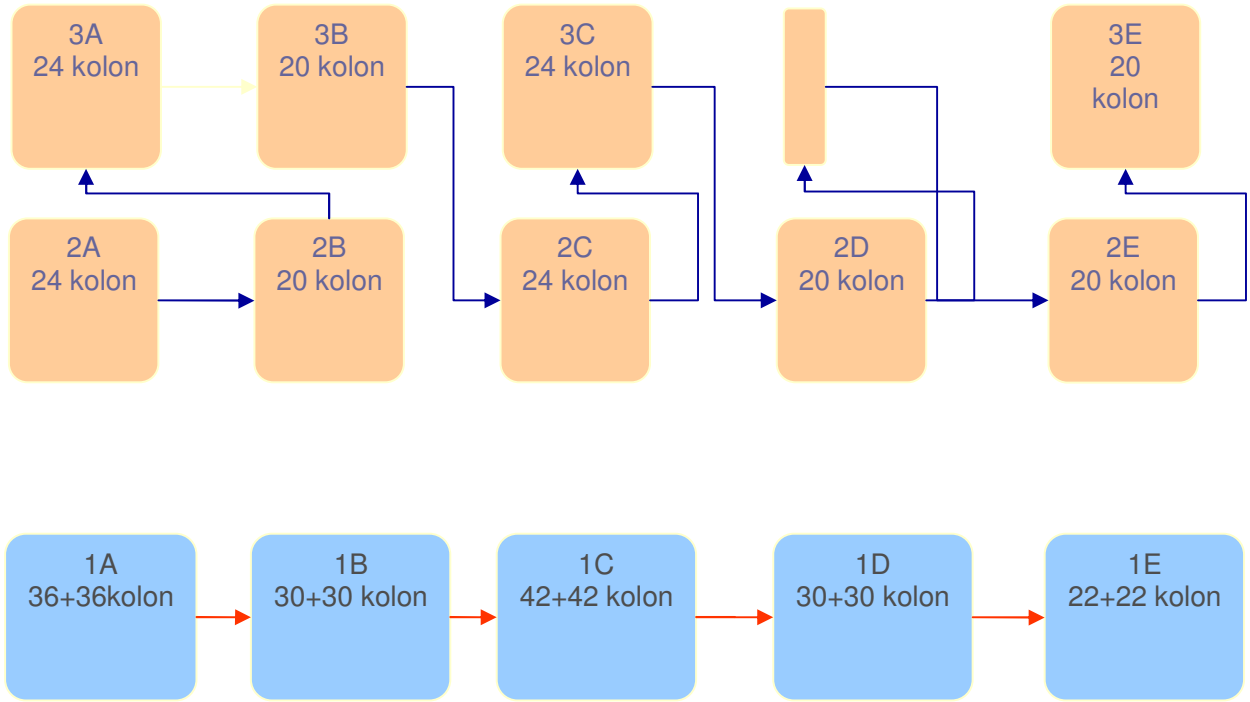 3A
24 kolon
3B
20 kolon
3C
24 kolon
3E
20
kolon
2A
24 kolon
2B
20 kolon
2C
24 kolon
2D
20 kolon
2E
20 kolon
1A
36+36kolon
1B
30+30 kolon
1C
42+42 kolon
1D
30+30 kolon
1E
22+22 kolon